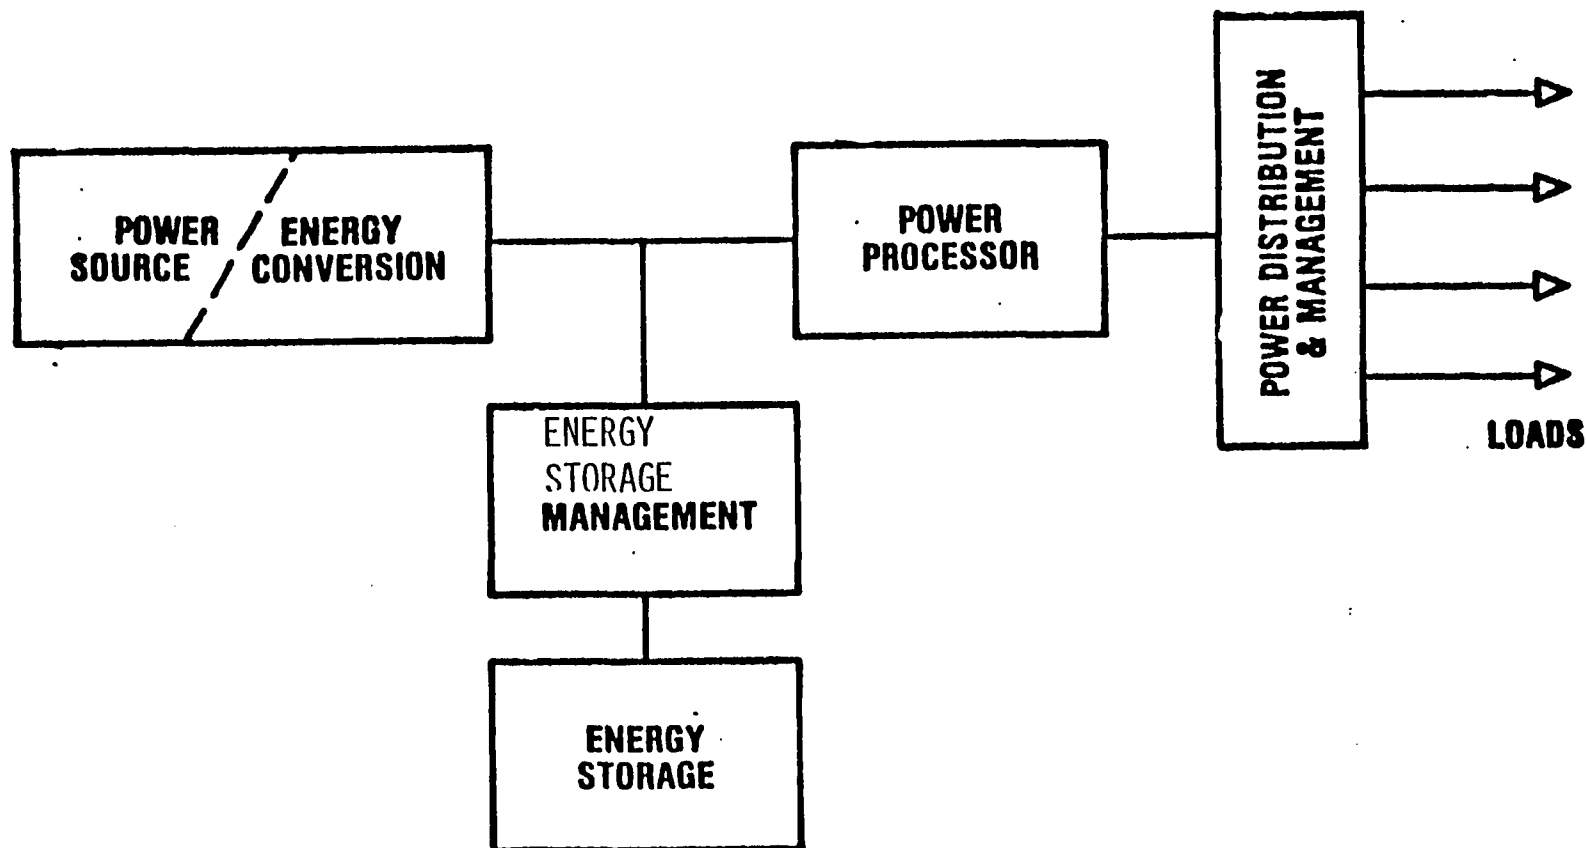 POWER SOURCE
ENERGY CONVERSION
POWER
PROCESSOR
POWER DISTRIBUTION
& MANAGEMENT
LOADS
ENERGY
STORAGE
MANAGEMENT
ENERGY
STORAGE